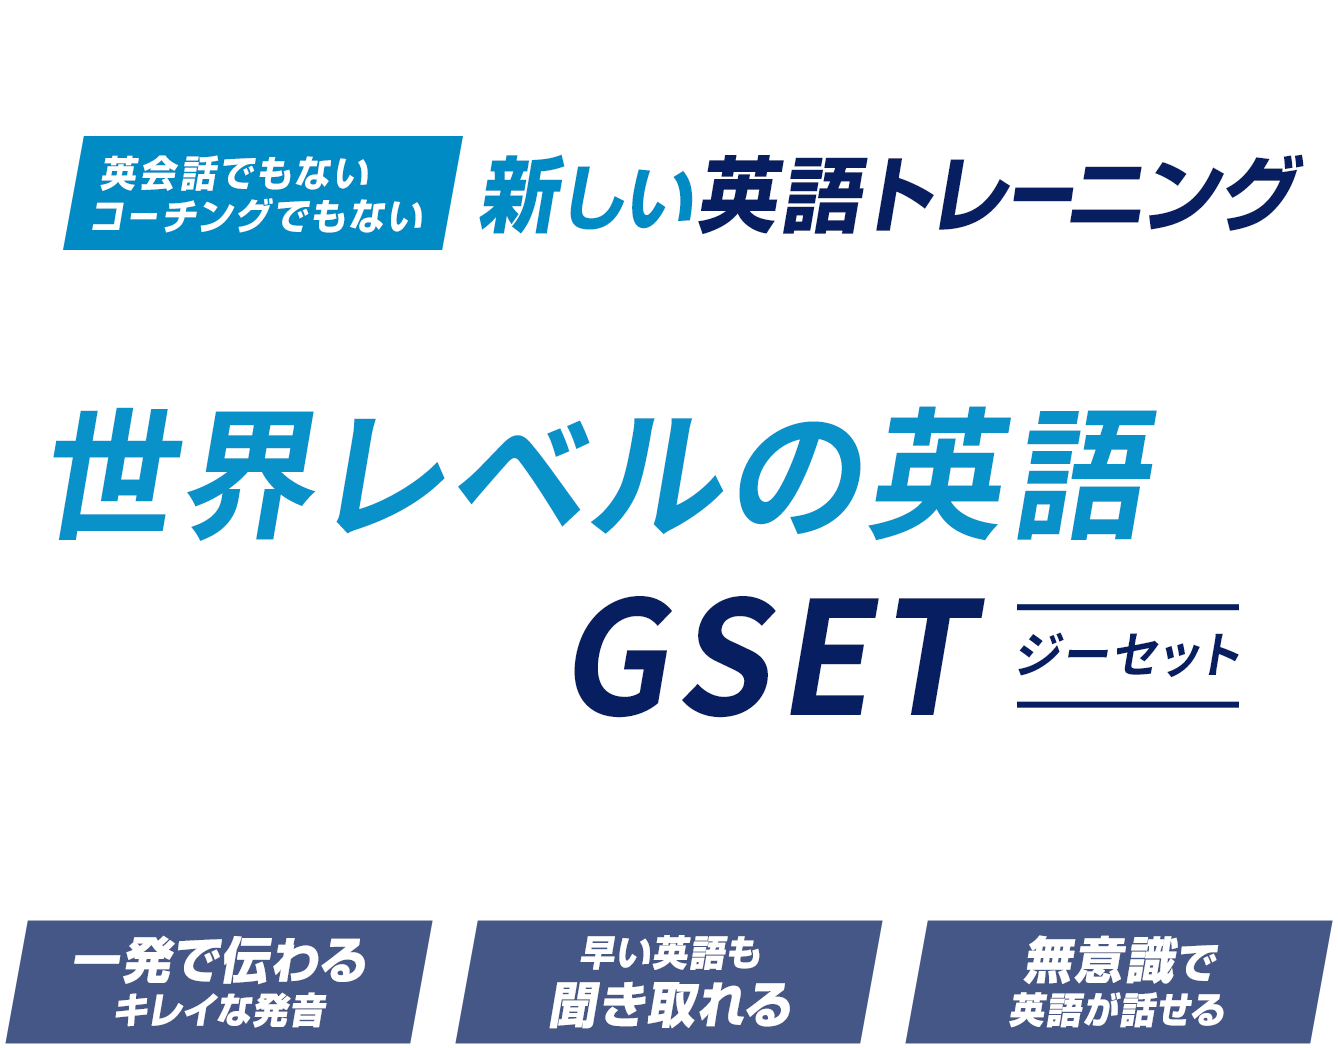 英会話でもない
コーチングでもない
新しい英語トレーニング
世界レベルの英語
GSET
ジーセット
一発で伝わる
キレイな発音
早い英語も
聞き取れる
無意識で
英語が話せる